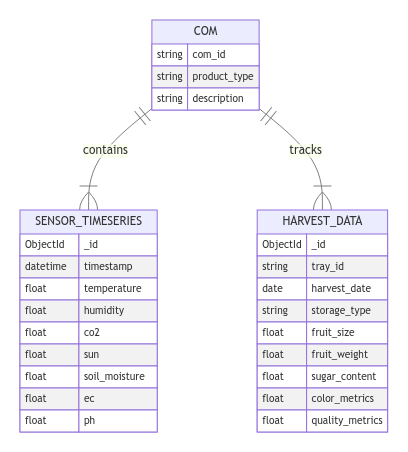 COM
string com_id
string product_type
string description
contains
tracks
SENSOR_TIMESERIES
ObjectId _id
datetime timestamp
float temperature
float humidity
float co2
float sun
float soil_moisture
float ec
float ph
HARVEST_DATA
ObjectId _id
string tray_id
date harvest_date
string storage_type
float fruit_size
float fruit_weight
float sugar_content
float color_metrics
float quality_metrics